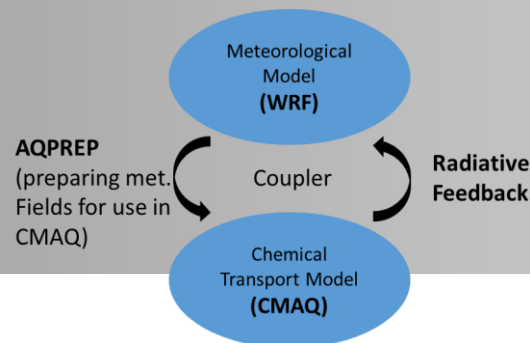 Meteorological
Model
(WRF)
AQPREP
(preparing met.
Fields for use in
CMAQ)
Coupler
Radiative
Feedback
Chemical
Transport Model
(CMAQ)